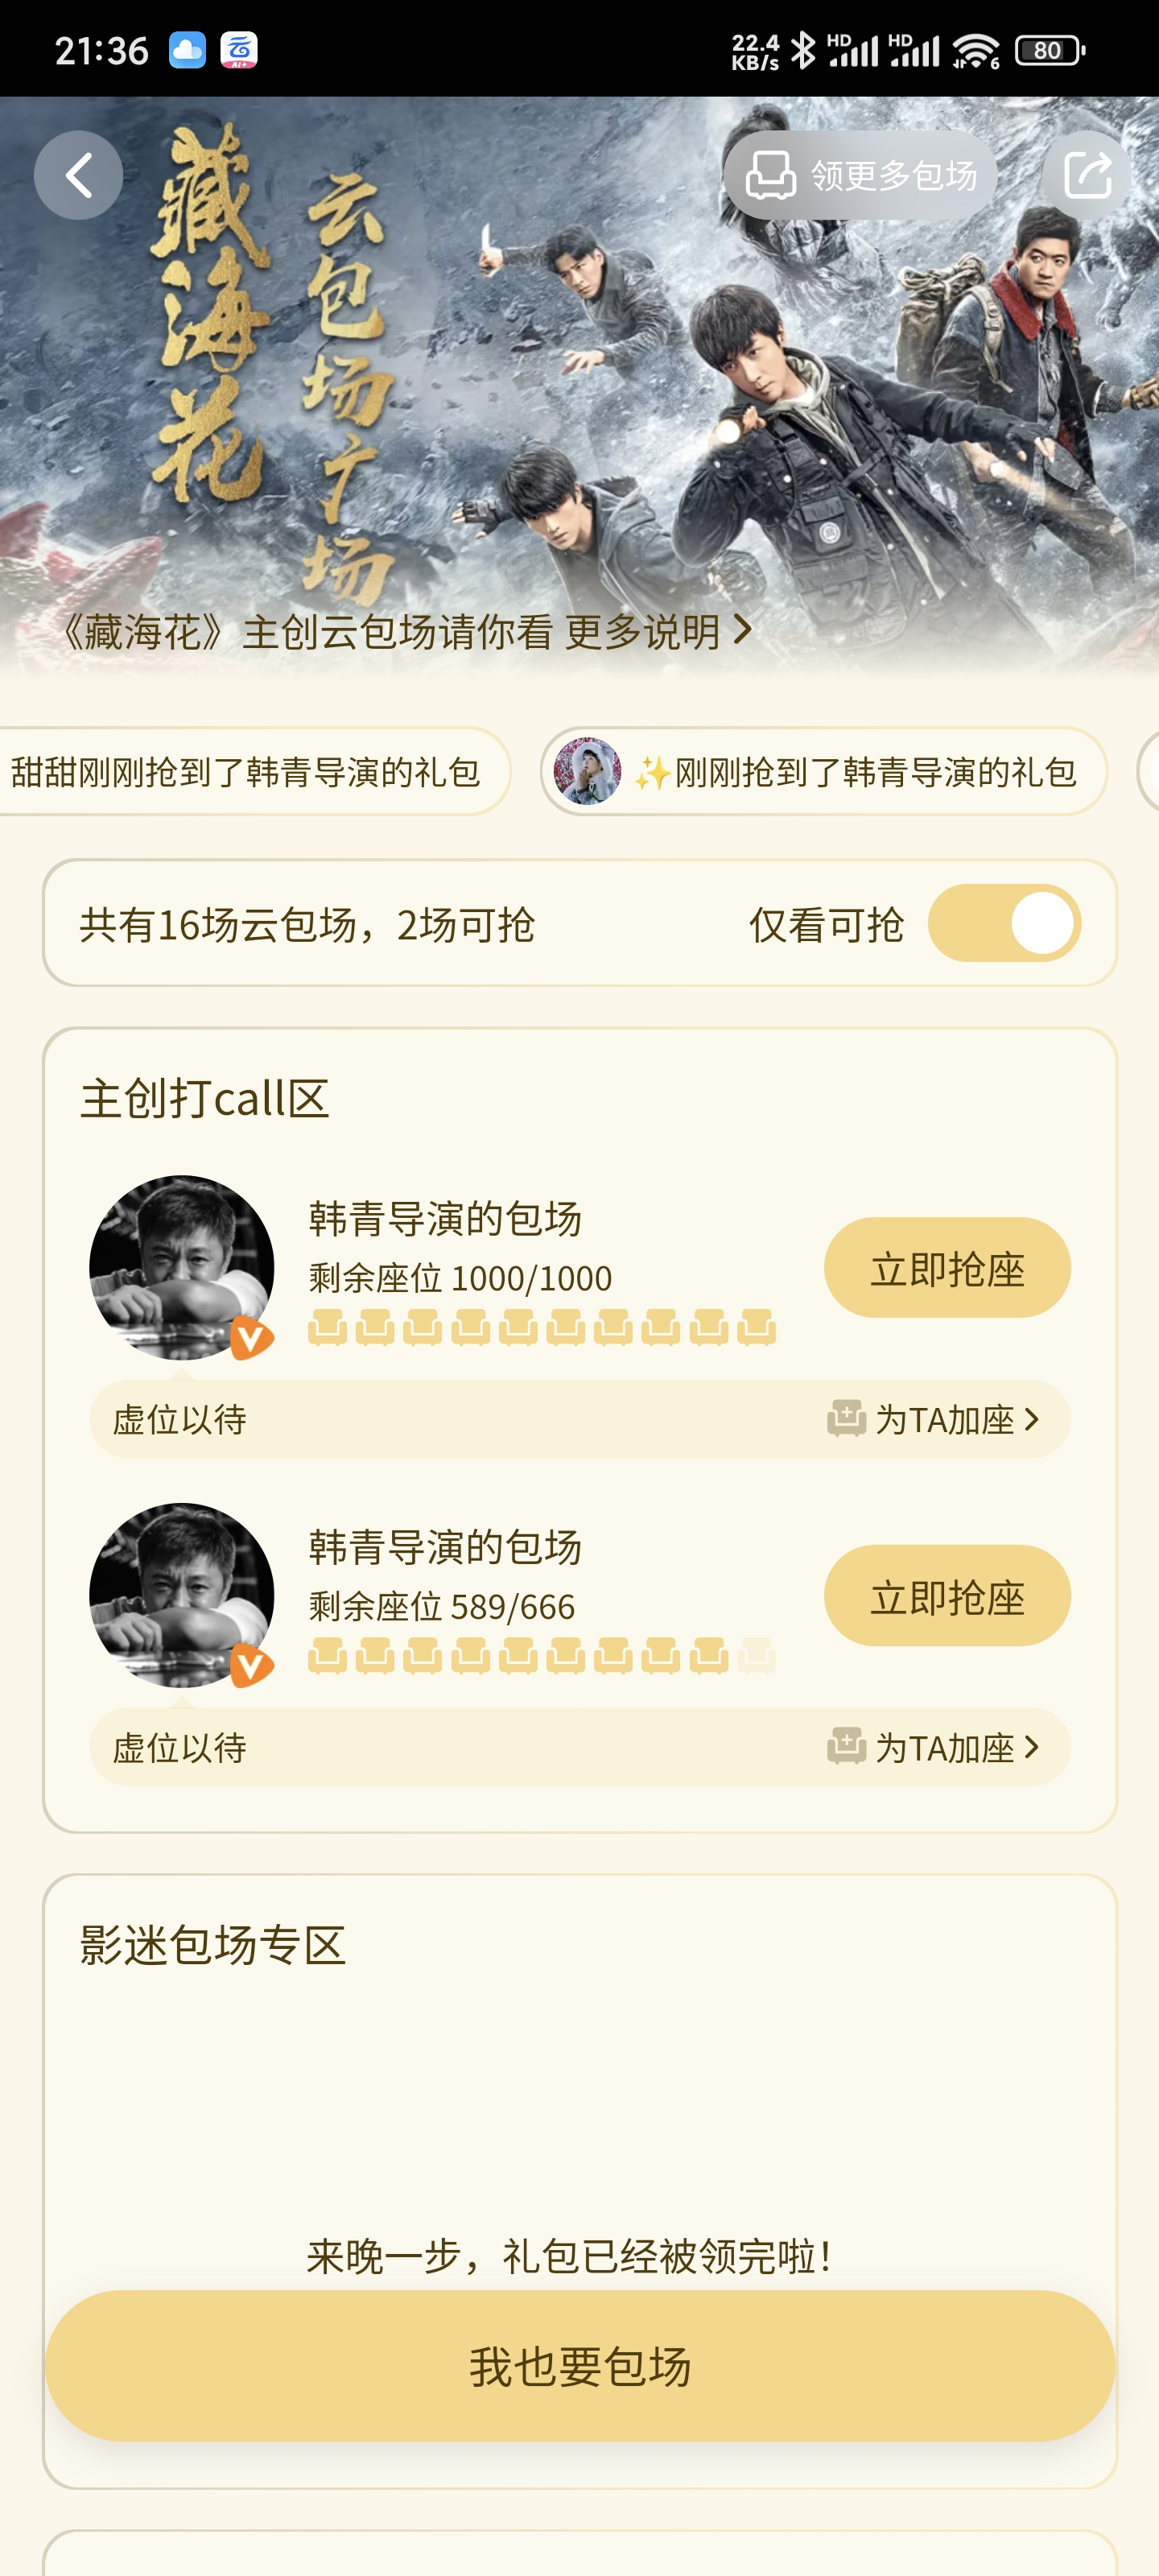 21:36
AI+
22.4
KB/s
HD
HD
6
80
藏海花
云包场广场
领更多包场
《藏海花》主创云包场请你看 更多说明
甜甜刚刚抢到了韩青导演的礼包
✨刚刚抢到了韩青导演的礼包
共有16场云包场，2场可抢
仅看可抢
主创打call区
韩青导演的包场
剩余座位 1000/1000
立即抢座
虚位以待
为TA加座
韩青导演的包场
剩余座位 589/666
立即抢座
虚位以待
为TA加座
影迷包场专区
来晚一步，礼包已经被领完啦！
我也要包场